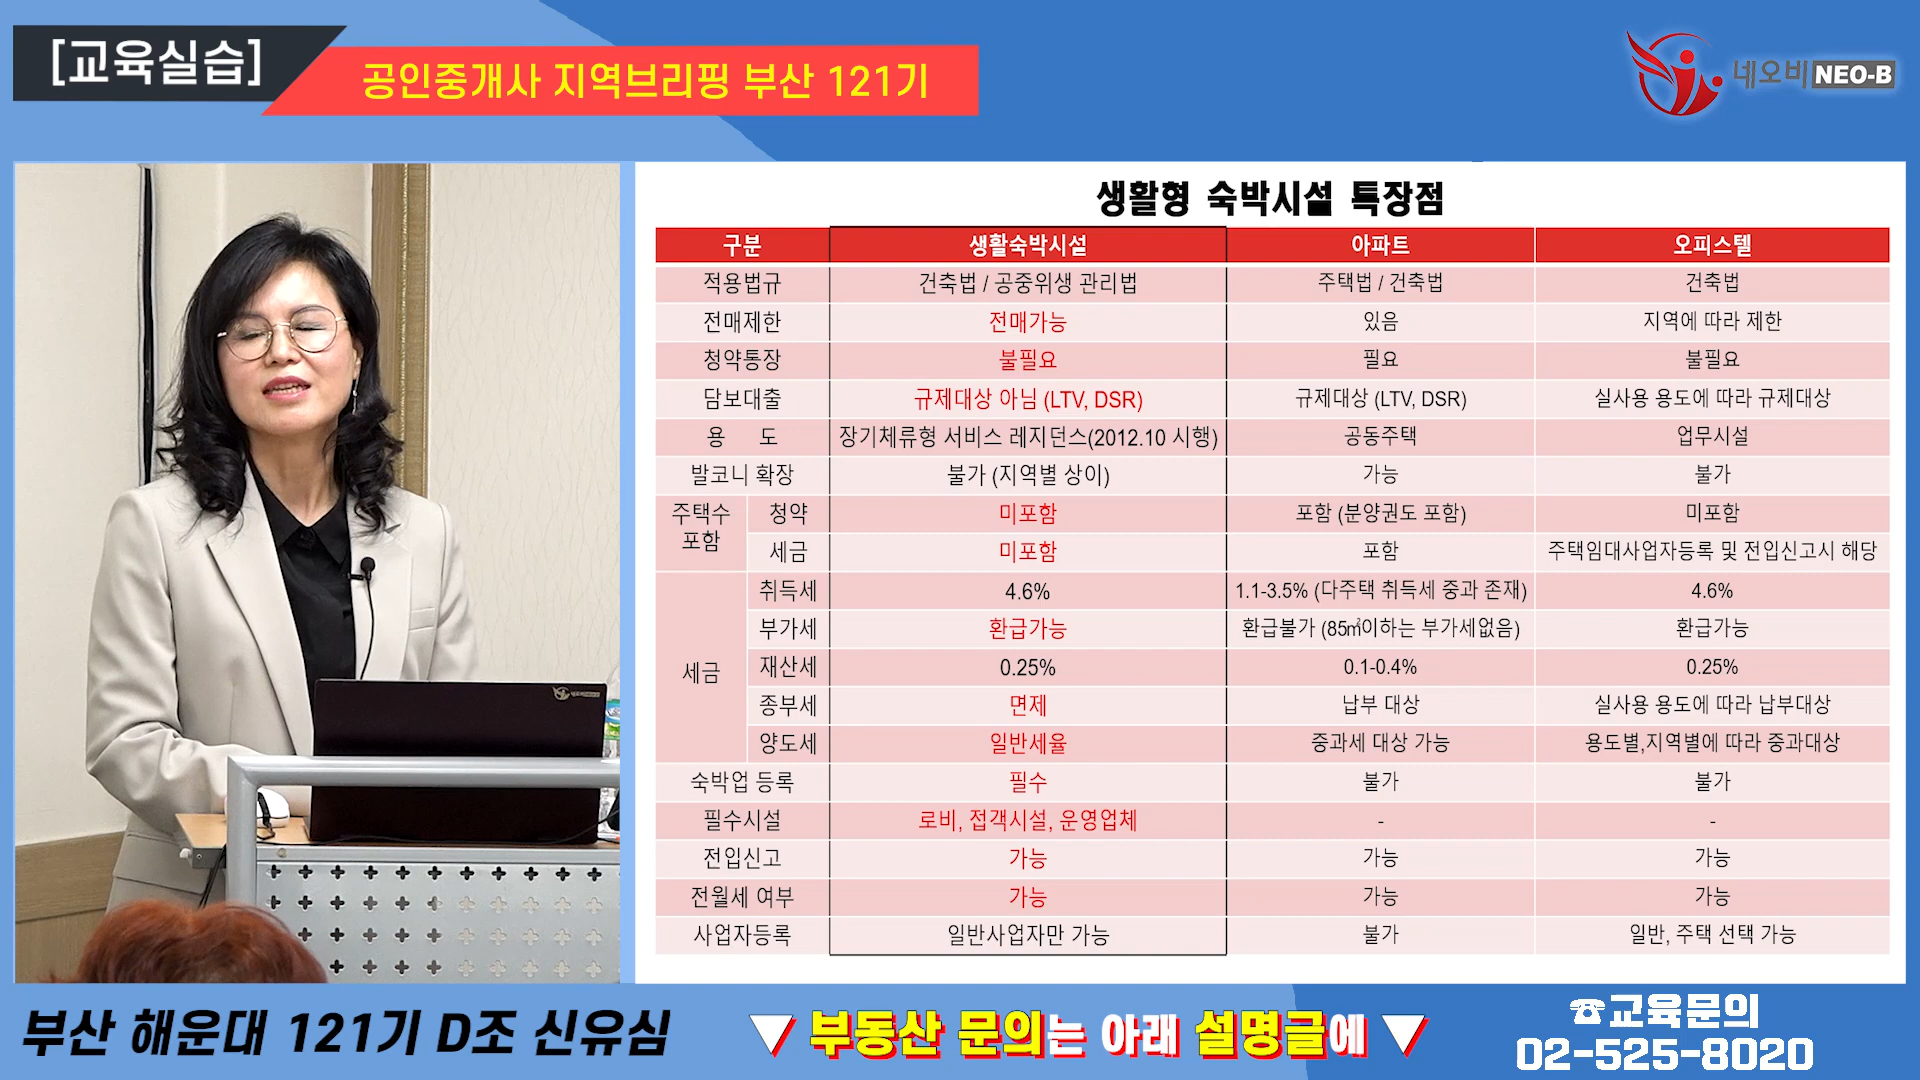 [교육실습]
공인중개사 지역브리핑 부산 121기
네오비 NEO-B
생활형 숙박시설 특장점
구분 생활숙박시설 아파트 오피스텔
적용법규 건축법 / 공중위생 관리법 주택법 / 건축법 건축법
전매제한 전매가능 있음 지역에 따라 제한
청약통장 불필요 필요 불필요
담보대출 규제대상 아님 (LTV, DSR) 규제대상 (LTV, DSR) 실사용 용도에 따라 규제대상
용 도 장기체류형 서비스 레지던스(2012.10 시행) 공동주택 업무시설
발코니 확장 불가 (지역별 상이) 가능 불가
주택수 포함 청약 미포함 포함 (분양권도 포함) 미포함
세금 미포함 포함 주택임대사업자등록 및 전입신고시 해당
세금 취득세 4.6% 1.1-3.5% (다주택 취득세 중과 존재) 4.6%
부가세 환급가능 환급불가 (85㎡이하는 부가세없음) 환급가능
재산세 0.25% 0.1-0.4% 0.25%
종부세 면제 납부 대상 실사용 용도에 따라 납부대상
양도세 일반세율 중과세 대상 가능 용도별,지역별에 따라 중과대상
숙박업 등록 필수 불가 불가
필수시설 로비, 접객시설, 운영업체 - -
전입신고 가능 가능 가능
전월세 여부 가능 가능 가능
사업자등록 일반사업자만 가능 불가 일반, 주택 선택 가능
부산 해운대 121기 D조 신유심
▼ 부동산 문의는 아래 설명글에 ▼
☎교육문의
02-525-8020